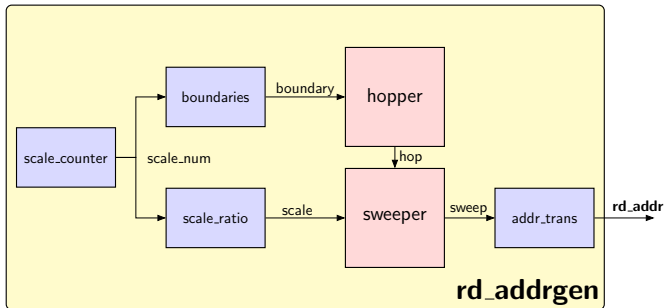 boundaries
boundary
hopper
scale_counter
scale_num
hop
scale_ratio
scale
sweeper
sweep
addr_trans
rd_addr
rd_addrgen